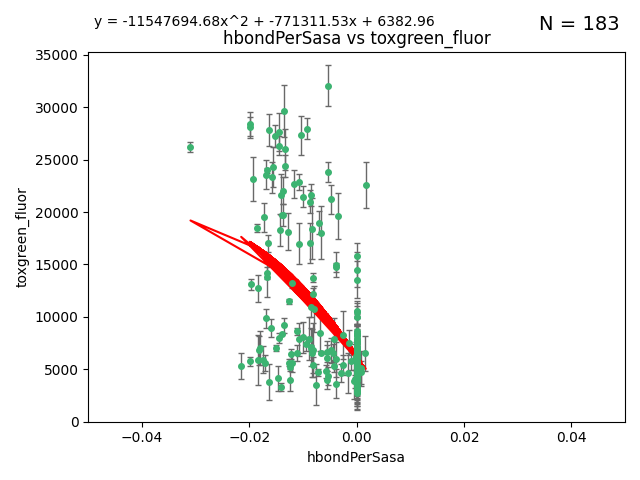 y = -11547694.68x^2 + -771311.53x + 6382.96
N = 183
hbondPerSasa vs toxgreen_fluor
35000
30000
25000
20000
15000
10000
5000
0
toxgreen_fluor
−0.04
−0.02
0.00
0.02
0.04
hbondPerSasa